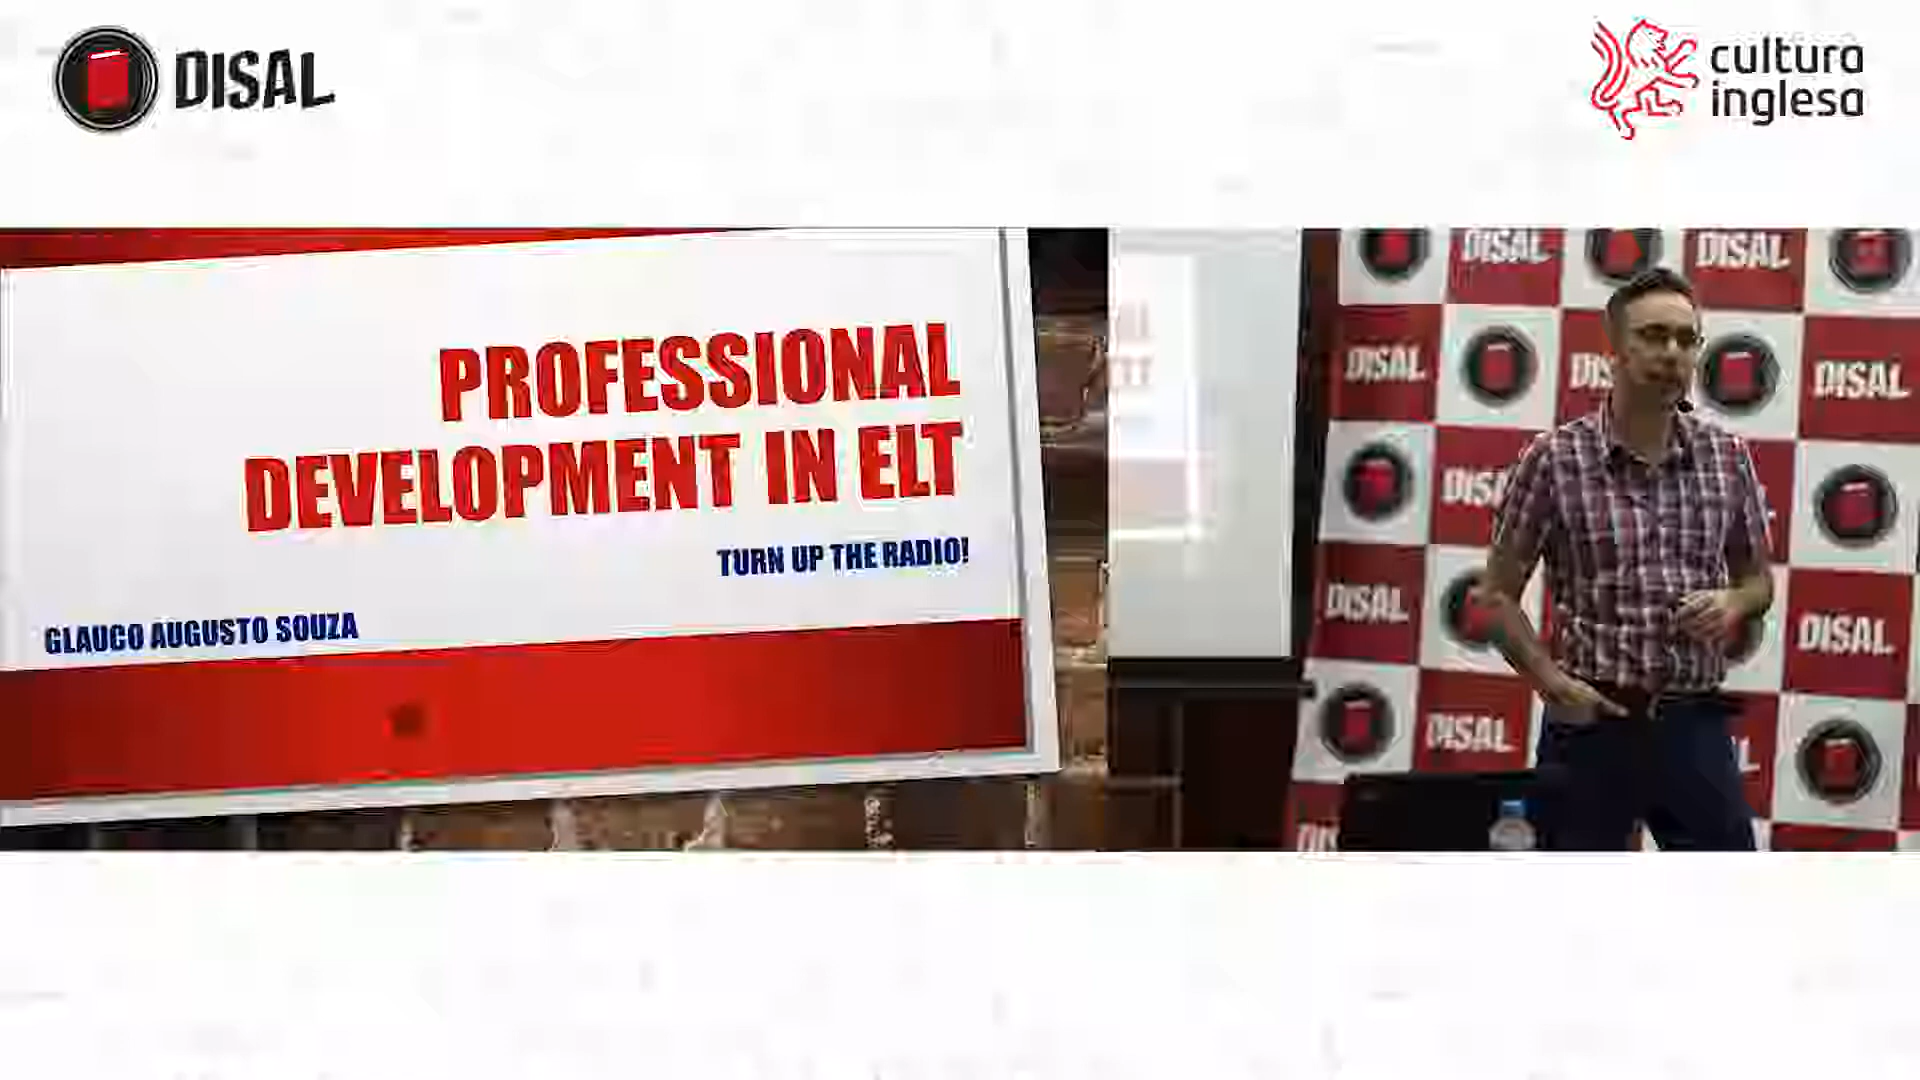 DISAL
cultura
inglesa
PROFESSIONAL
DEVELOPMENT IN ELT
TURN UP THE RADIO!
GLAUCO AUGUSTO SOUZA
DISAL
DISAL
DISAL
DISAL
DISAL
DISAL
DISAL